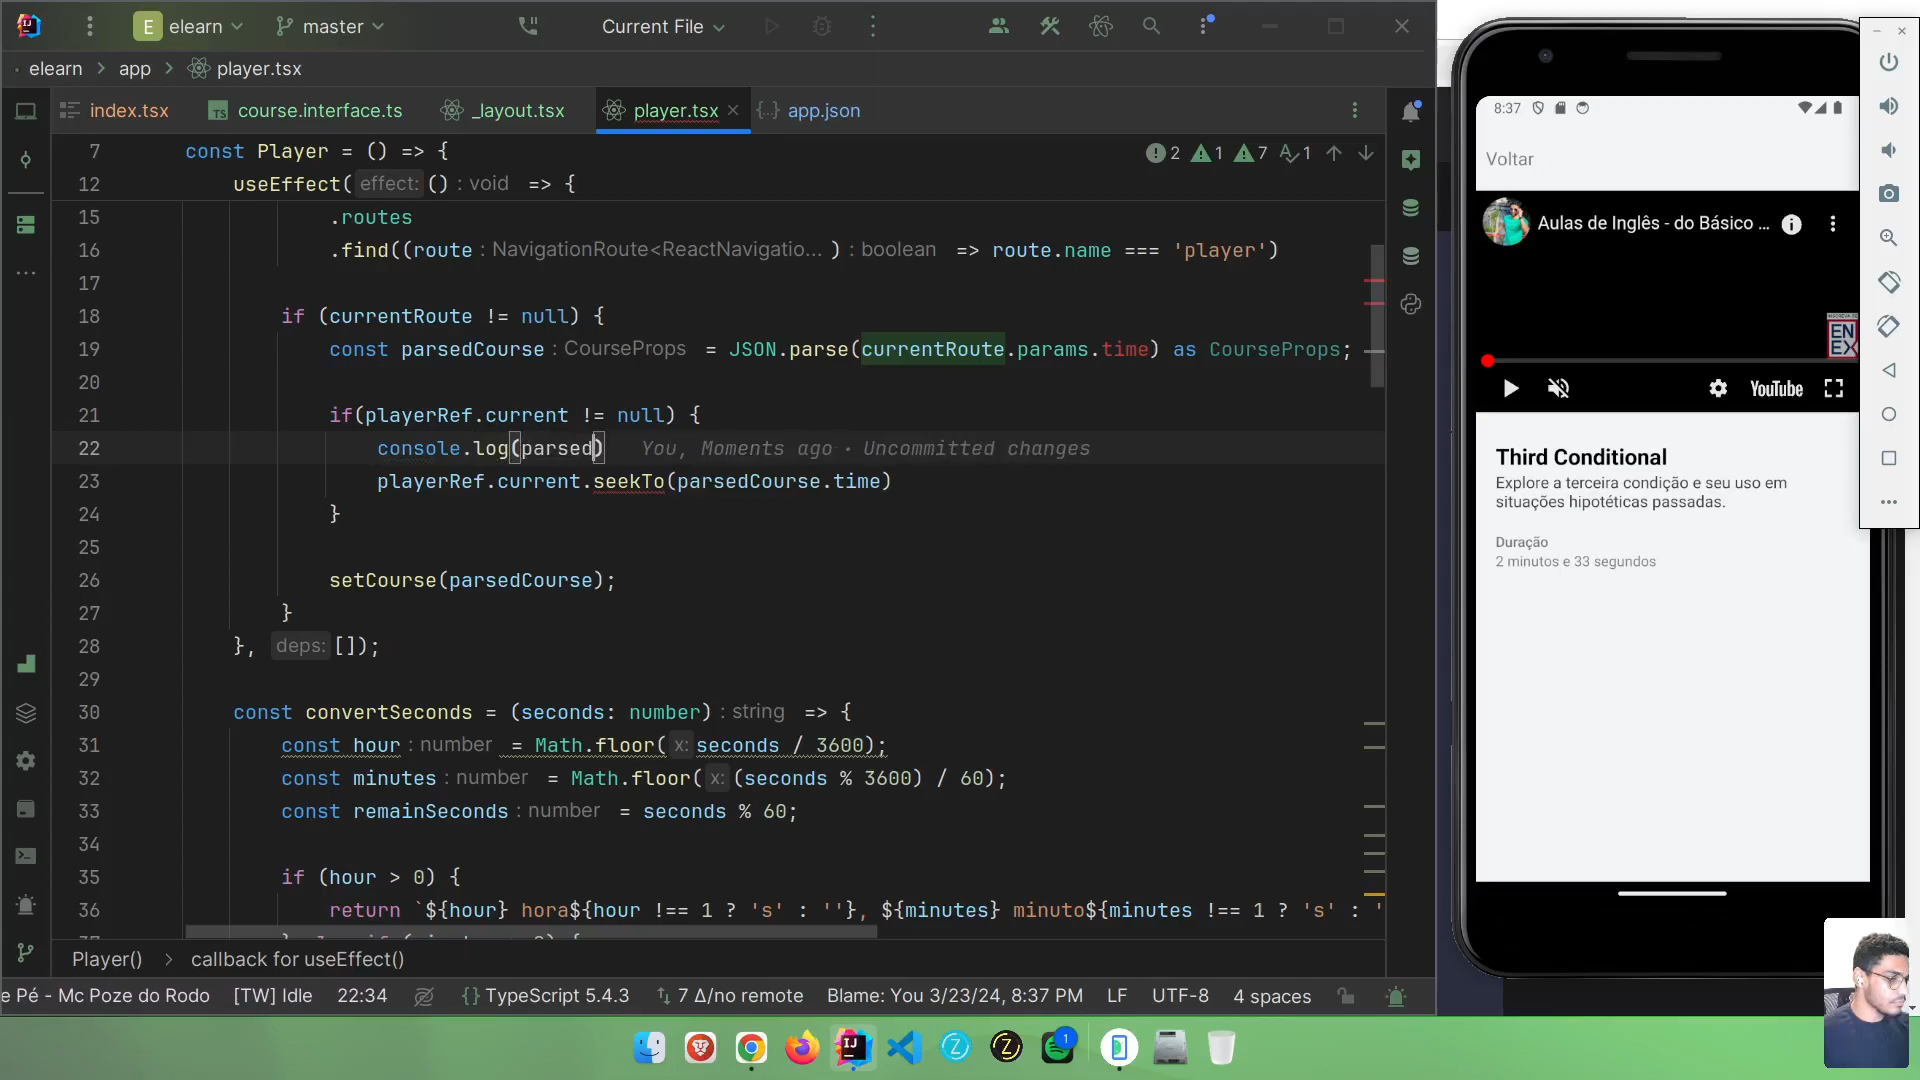 E elearn master Current File
elearn app player.tsx
index.tsx TS course.interface.ts _layout.tsx player.tsx app.json
7 const Player = () => {
2 1 7 1
12 useEffect( effect: () : void => {
15 .routes
16 .find((route : NavigationRoute<ReactNavigatio... ) : boolean => route.name === 'player')
17
18 if (currentRoute != null) {
19 const parsedCourse : CourseProps = JSON.parse(currentRoute.params.time) as CourseProps;
20
21 if(playerRef.current != null) {
22 console.log(parsed) You, Moments ago · Uncommitted changes
23 playerRef.current.seekTo(parsedCourse.time)
24 }
25
26 setCourse(parsedCourse);
27 }
28 }, deps: []);
29
30 const convertSeconds = (seconds: number) : string => {
31 const hour : number = Math.floor( x: seconds / 3600);
32 const minutes : number = Math.floor( x: (seconds % 3600) / 60);
33 const remainSeconds : number = seconds % 60;
34
35 if (hour > 0) {
36 return `${hour} hora${hour !== 1 ? 's' : ''}, ${minutes} minuto${minutes !== 1 ? 's' : '
Player() callback for useEffect()
e Pé - Mc Poze do Rodo [TW] Idle 22:34 {} TypeScript 5.4.3 7 Δ/no remote Blame: You 3/23/24, 8:37 PM LF UTF-8 4 spaces
8:37
Voltar
Aulas de Inglês - do Básico ...
EN
EX
YouTube
Third Conditional
Explore a terceira condição e seu uso em
situações hipotéticas passadas.
Duração
2 minutos e 33 segundos
IJ Z Z 1